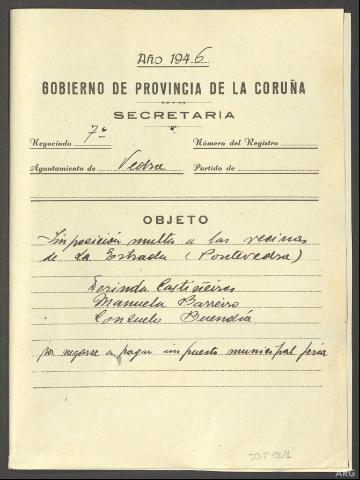 Año 1946
GOBIERNO DE PROVINCIA DE LA CORUÑA
SECRETARÍA
Negociado 7º Número del Registro
Ayuntamiento de Vedra Partido de
OBJETO
Imposición multa a las vecinas
de La Estrada (Pontevedra)
Dorinda Castiñeiras
Manuela Barreiro
Consuelo Buendía
por negarse a pagar impuesto municipal feria
ARG